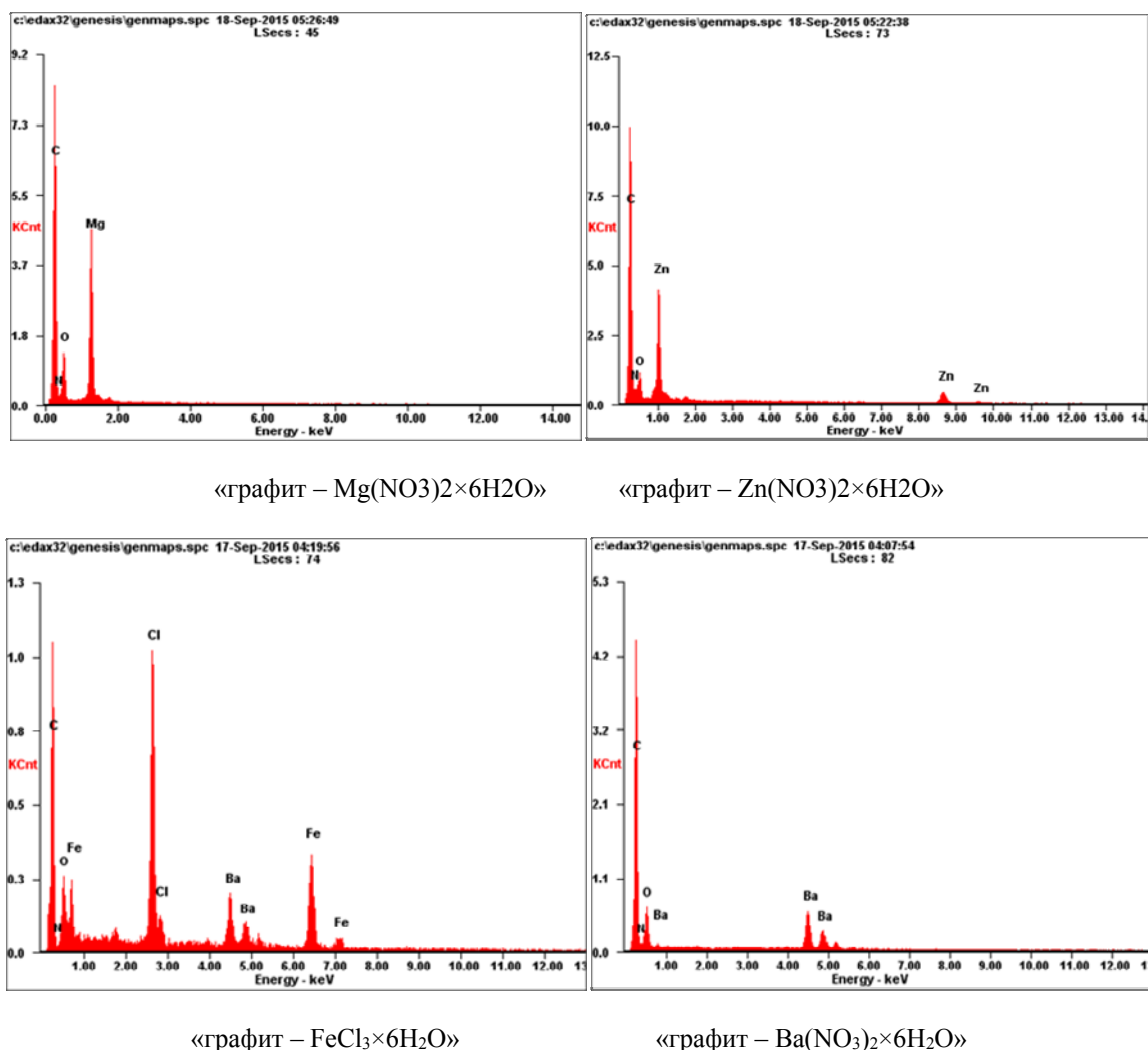 c:\edax32\genesis\genmaps.spc 18-Sep-2015 05:26:49
LSecs : 45
9.2
7.3
5.5
KCnt
3.7
1.8
0.0
C
O
N
Mg
0.00 2.00 4.00 6.00 8.00 10.00 12.00 14.00
Energy - keV
c:\edax32\genesis\genmaps.spc 18-Sep-2015 05:22:38
LSecs : 73
12.5
10.0
7.5
KCnt
5.0
2.5
0.0
C
N
O
Zn
Zn
Zn
1.00 2.00 3.00 4.00 5.00 6.00 7.00 8.00 9.00 10.00 11.00 12.00 13.00 14.
Energy - keV
«графит – Mg(NO3)2×6H2O» «графит – Zn(NO3)2×6H2O»
c:\edax32\genesis\genmaps.spc 17-Sep-2015 04:19:56
LSecs : 74
1.3
1.0
0.8
KCnt
0.5
0.3
0.0
C
N
O
Fe
Cl
Cl
Ba
Ba
Fe
Fe
1.00 2.00 3.00 4.00 5.00 6.00 7.00 8.00 9.00 10.00 11.00 12.00 13.
Energy - keV
c:\edax32\genesis\genmaps.spc 17-Sep-2015 04:07:54
LSecs : 82
5.3
4.2
3.2
KCnt
2.1
1.1
0.0
C
N
O
Ba
Ba
Ba
1.00 2.00 3.00 4.00 5.00 6.00 7.00 8.00 9.00 10.00 11.00 12.00
Energy - keV
«графит – FeCl₃×6H₂O» «графит – Ba(NO₃)₂×6H₂O»